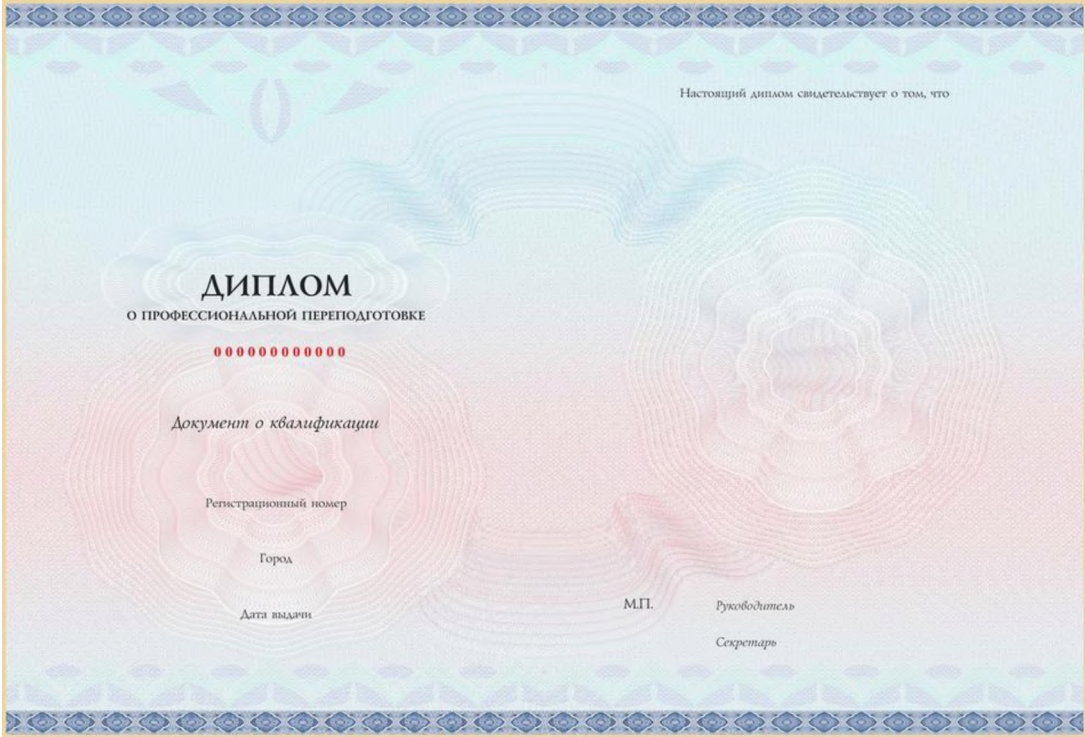 Настоящий диплом свидетельствует о том, что
ДИПЛОМ
О ПРОФЕССИОНАЛЬНОЙ ПЕРЕПОДГОТОВКЕ
000000000000
Документ о квалификации
Регистрационный номер
Город
Дата выдачи
М.П.
Руководитель
Секретарь